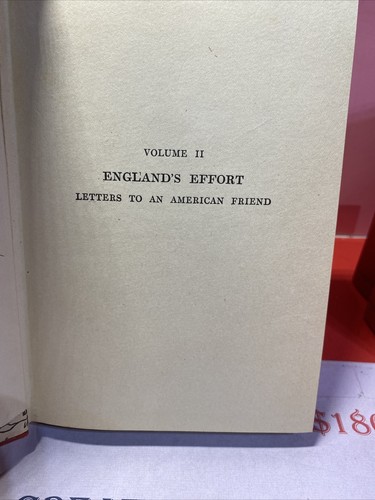 VOLUME II
ENGLAND'S EFFORT
LETTERS TO AN AMERICAN FRIEND